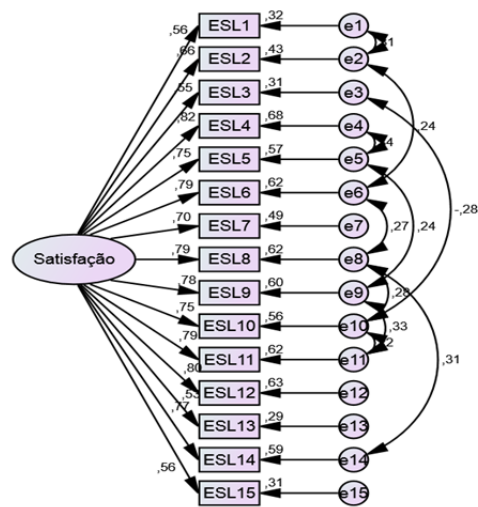 ,56 ESL1 ,32 e1
,66 ESL2 ,43 e2
,55 ESL3 ,31 e3
,82 ESL4 ,68 e4 ,24
,75 ESL5 ,57 e5
,79 ESL6 ,62 e6
,70 ESL7 ,49 e7 ,27 ,24 -,28
Satisfação ,79 ESL8 ,62 e8
,78 ESL9 ,60 e9
,75 ESL10 ,56 e10 ,33
,79 ESL11 ,62 e11 ,31
,80 ESL12 ,63 e12
,53 ESL13 ,29 e13
,77 ESL14 ,59 e14
,56 ESL15 ,31 e15